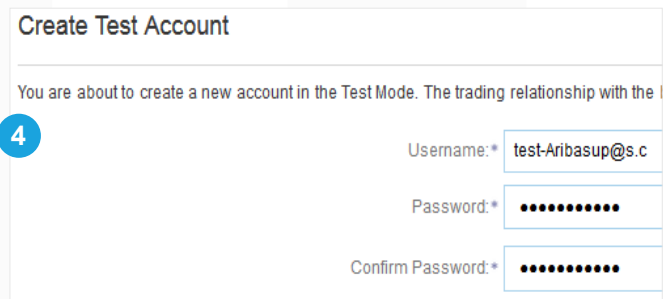 Create Test Account
You are about to create a new account in the Test Mode. The trading relationship with the
4
Username:* test-Aribasup@s.c
Password:* ●●●●●●●●●●●
Confirm Password:* ●●●●●●●●●●●